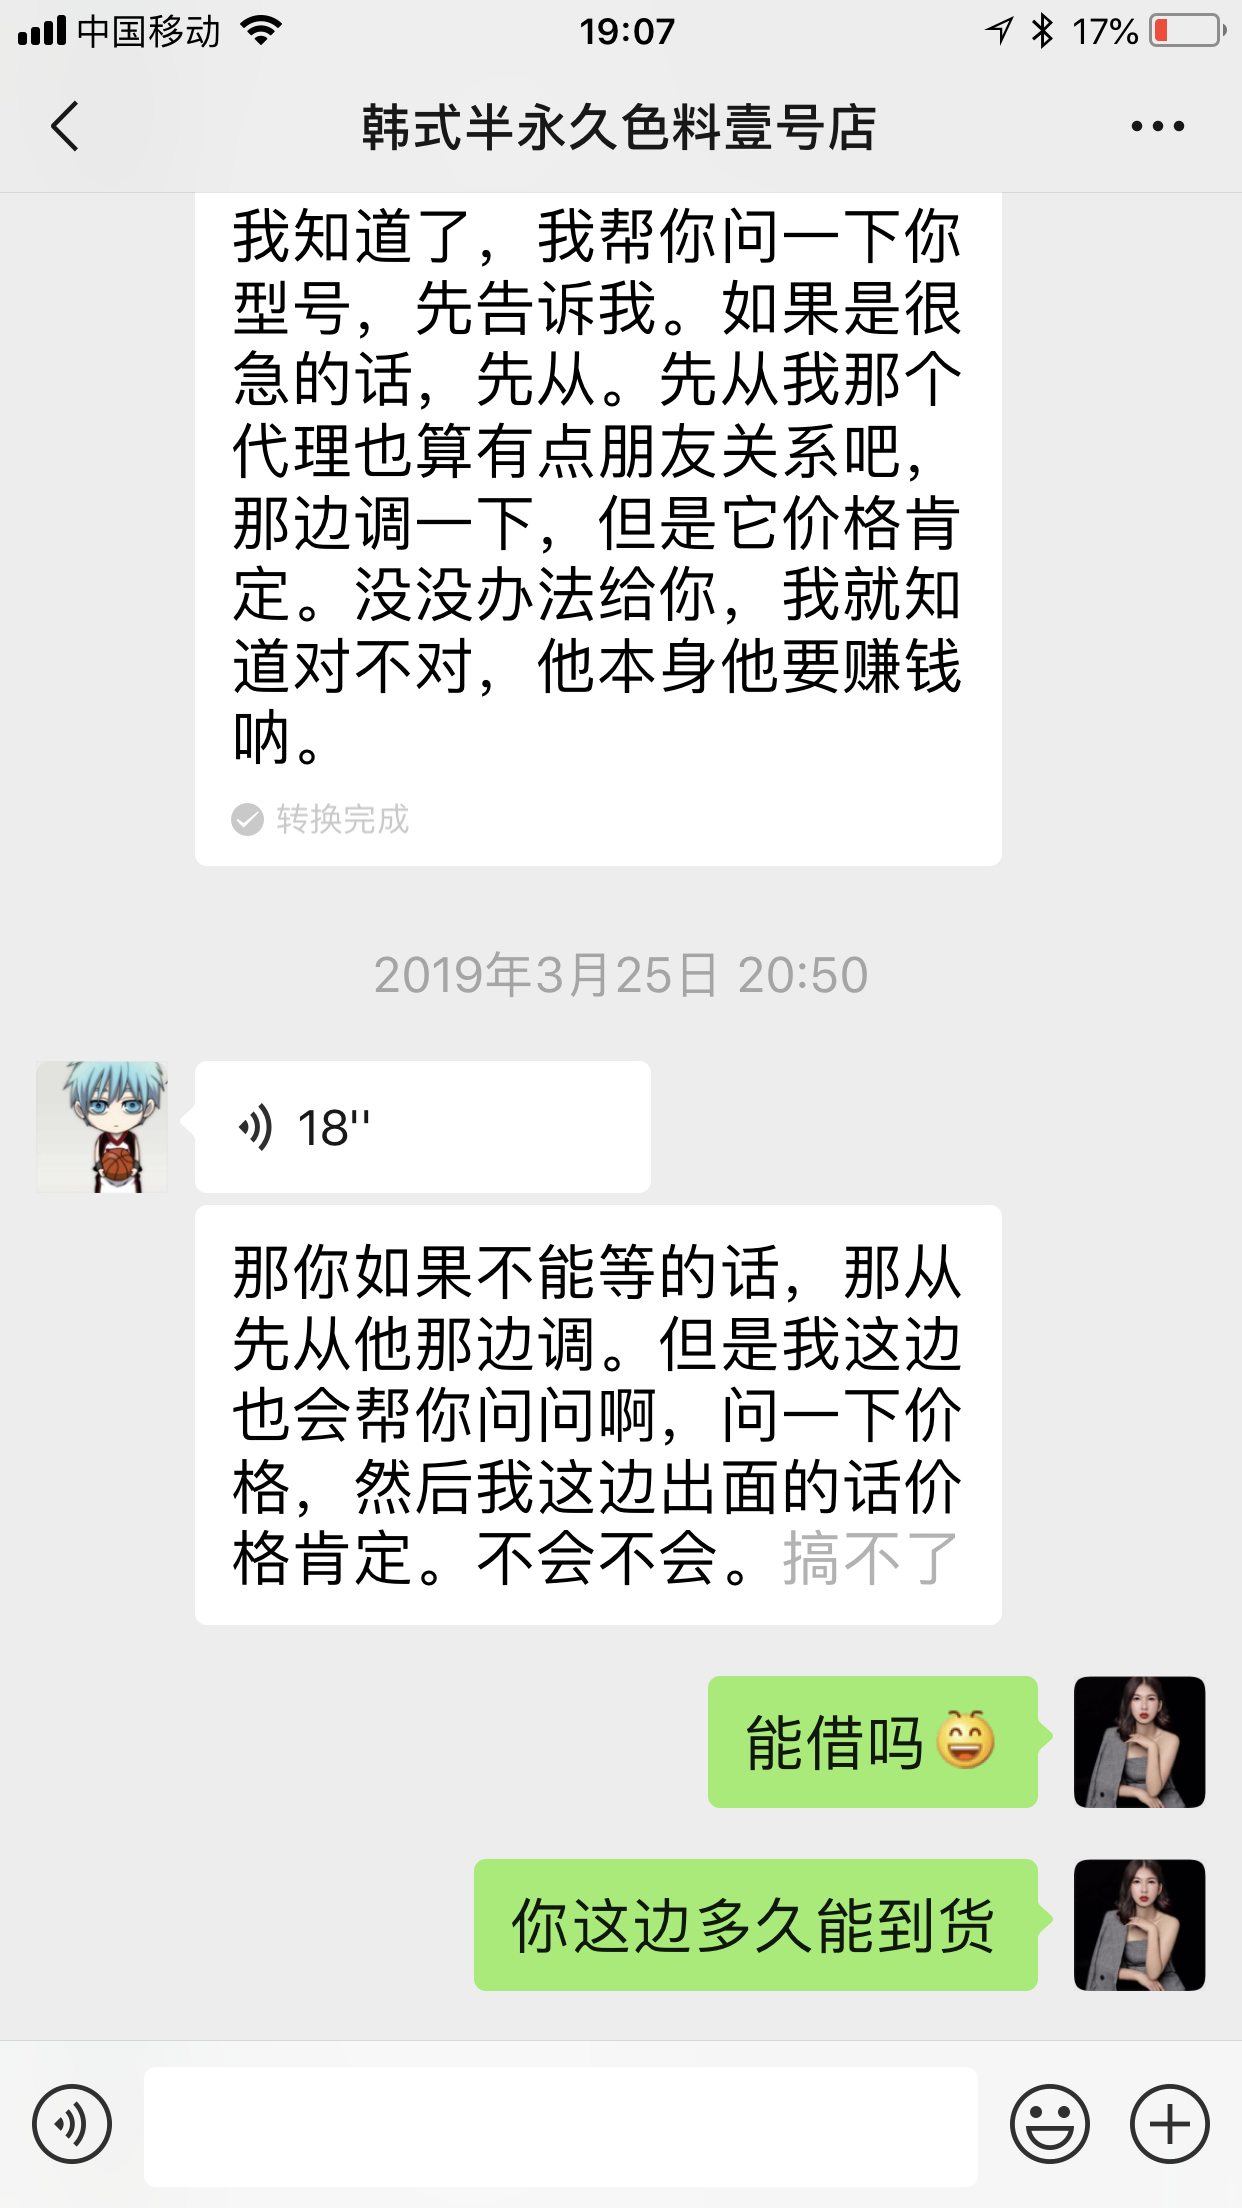 中国移动 19:07 17%
韩式半永久色料壹号店
我知道了，我帮你问一下你
型号，先告诉我。如果是很
急的话，先从。先从我那个
代理也算有点朋友关系吧，
那边调一下，但是它价格肯
定。没没办法给你，我就知
道对不对，他本身他要赚钱
呐。
转换完成
2019年3月25日 20:50
18''
那你如果不能等的话，那从
先从他那边调。但是我这边
也会帮你问问啊，问一下价
格，然后我这边出面的话价
格肯定。不会不会。搞不了
能借吗😄
你这边多久能到货